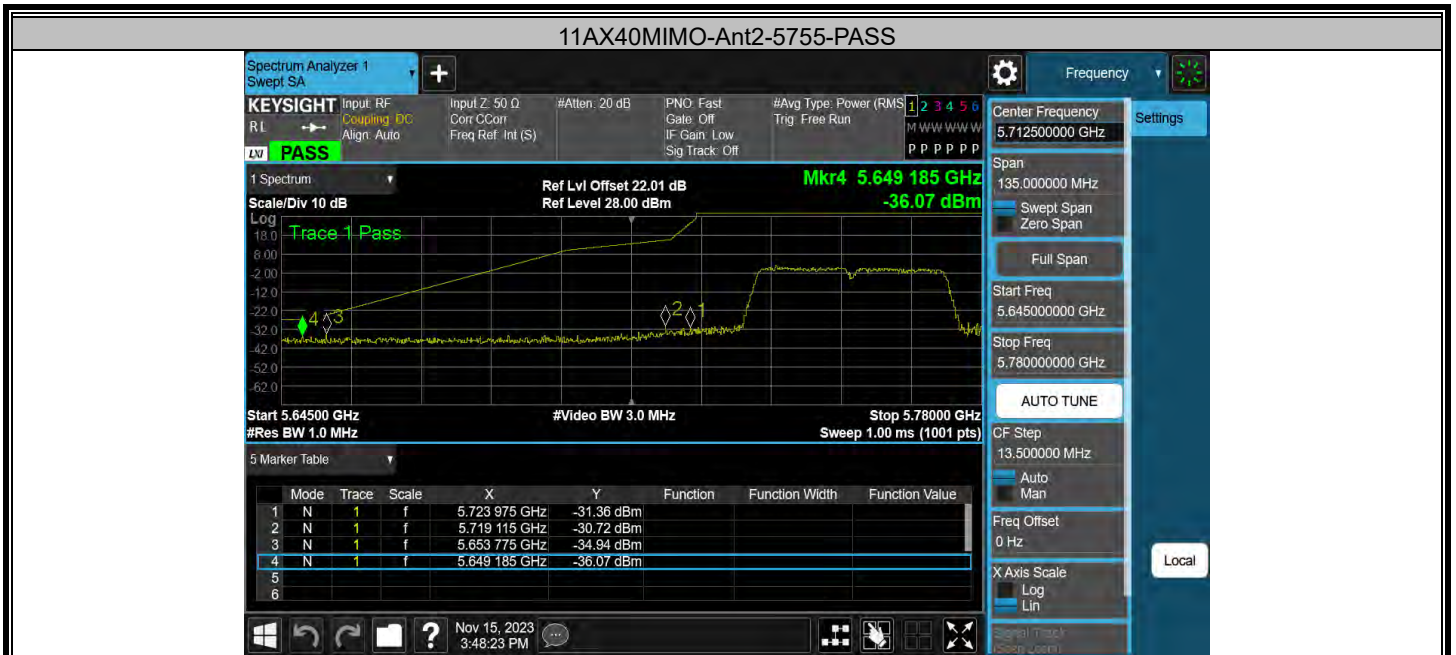 11AX40MIMO-Ant2-5755-PASS
Spectrum Analyzer 1
Swept SA
Frequency
KEYSIGHT Input: RF Input Z: 50 Ω #Atten: 20 dB PNO: Fast #Avg Type: Power (RMS 1 2 3 4 5 6
RL Coupling: DC Corr CCorr Gate: Off Trig: Free Run
Align: Auto Freq Ref: Int (S) IF Gain: Low M W W W W W
LXI PASS Sig Track: Off P P P P P P
1 Spectrum
Ref Lvl Offset 22.01 dB
Mkr4 5.649 185 GHz
Scale/Div 10 dB Ref Level 28.00 dBm -36.07 dBm
Log
Trace 1 Pass
18.0
8.00
-2.00
-12.0
-22.0
-32.0
-42.0
-52.0
-62.0
4 3 2 1
Start 5.64500 GHz #Video BW 3.0 MHz Stop 5.78000 GHz
#Res BW 1.0 MHz Sweep 1.00 ms (1001 pts)
5 Marker Table
Mode Trace Scale X Y Function Function Width Function Value
1 N 1 f 5.723 975 GHz -31.36 dBm
2 N 1 f 5.719 115 GHz -30.72 dBm
3 N 1 f 5.653 775 GHz -34.94 dBm
4 N 1 f 5.649 185 GHz -36.07 dBm
5
6
Nov 15, 2023
3:48:23 PM
Center Frequency
5.712500000 GHz
Settings
Span
135.000000 MHz
Swept Span
Zero Span
Full Span
Start Freq
5.645000000 GHz
Stop Freq
5.780000000 GHz
AUTO TUNE
CF Step
13.500000 MHz
Auto
Man
Freq Offset
0 Hz
Local
X Axis Scale
Log
Lin
Signal Track
(Span Zoom)